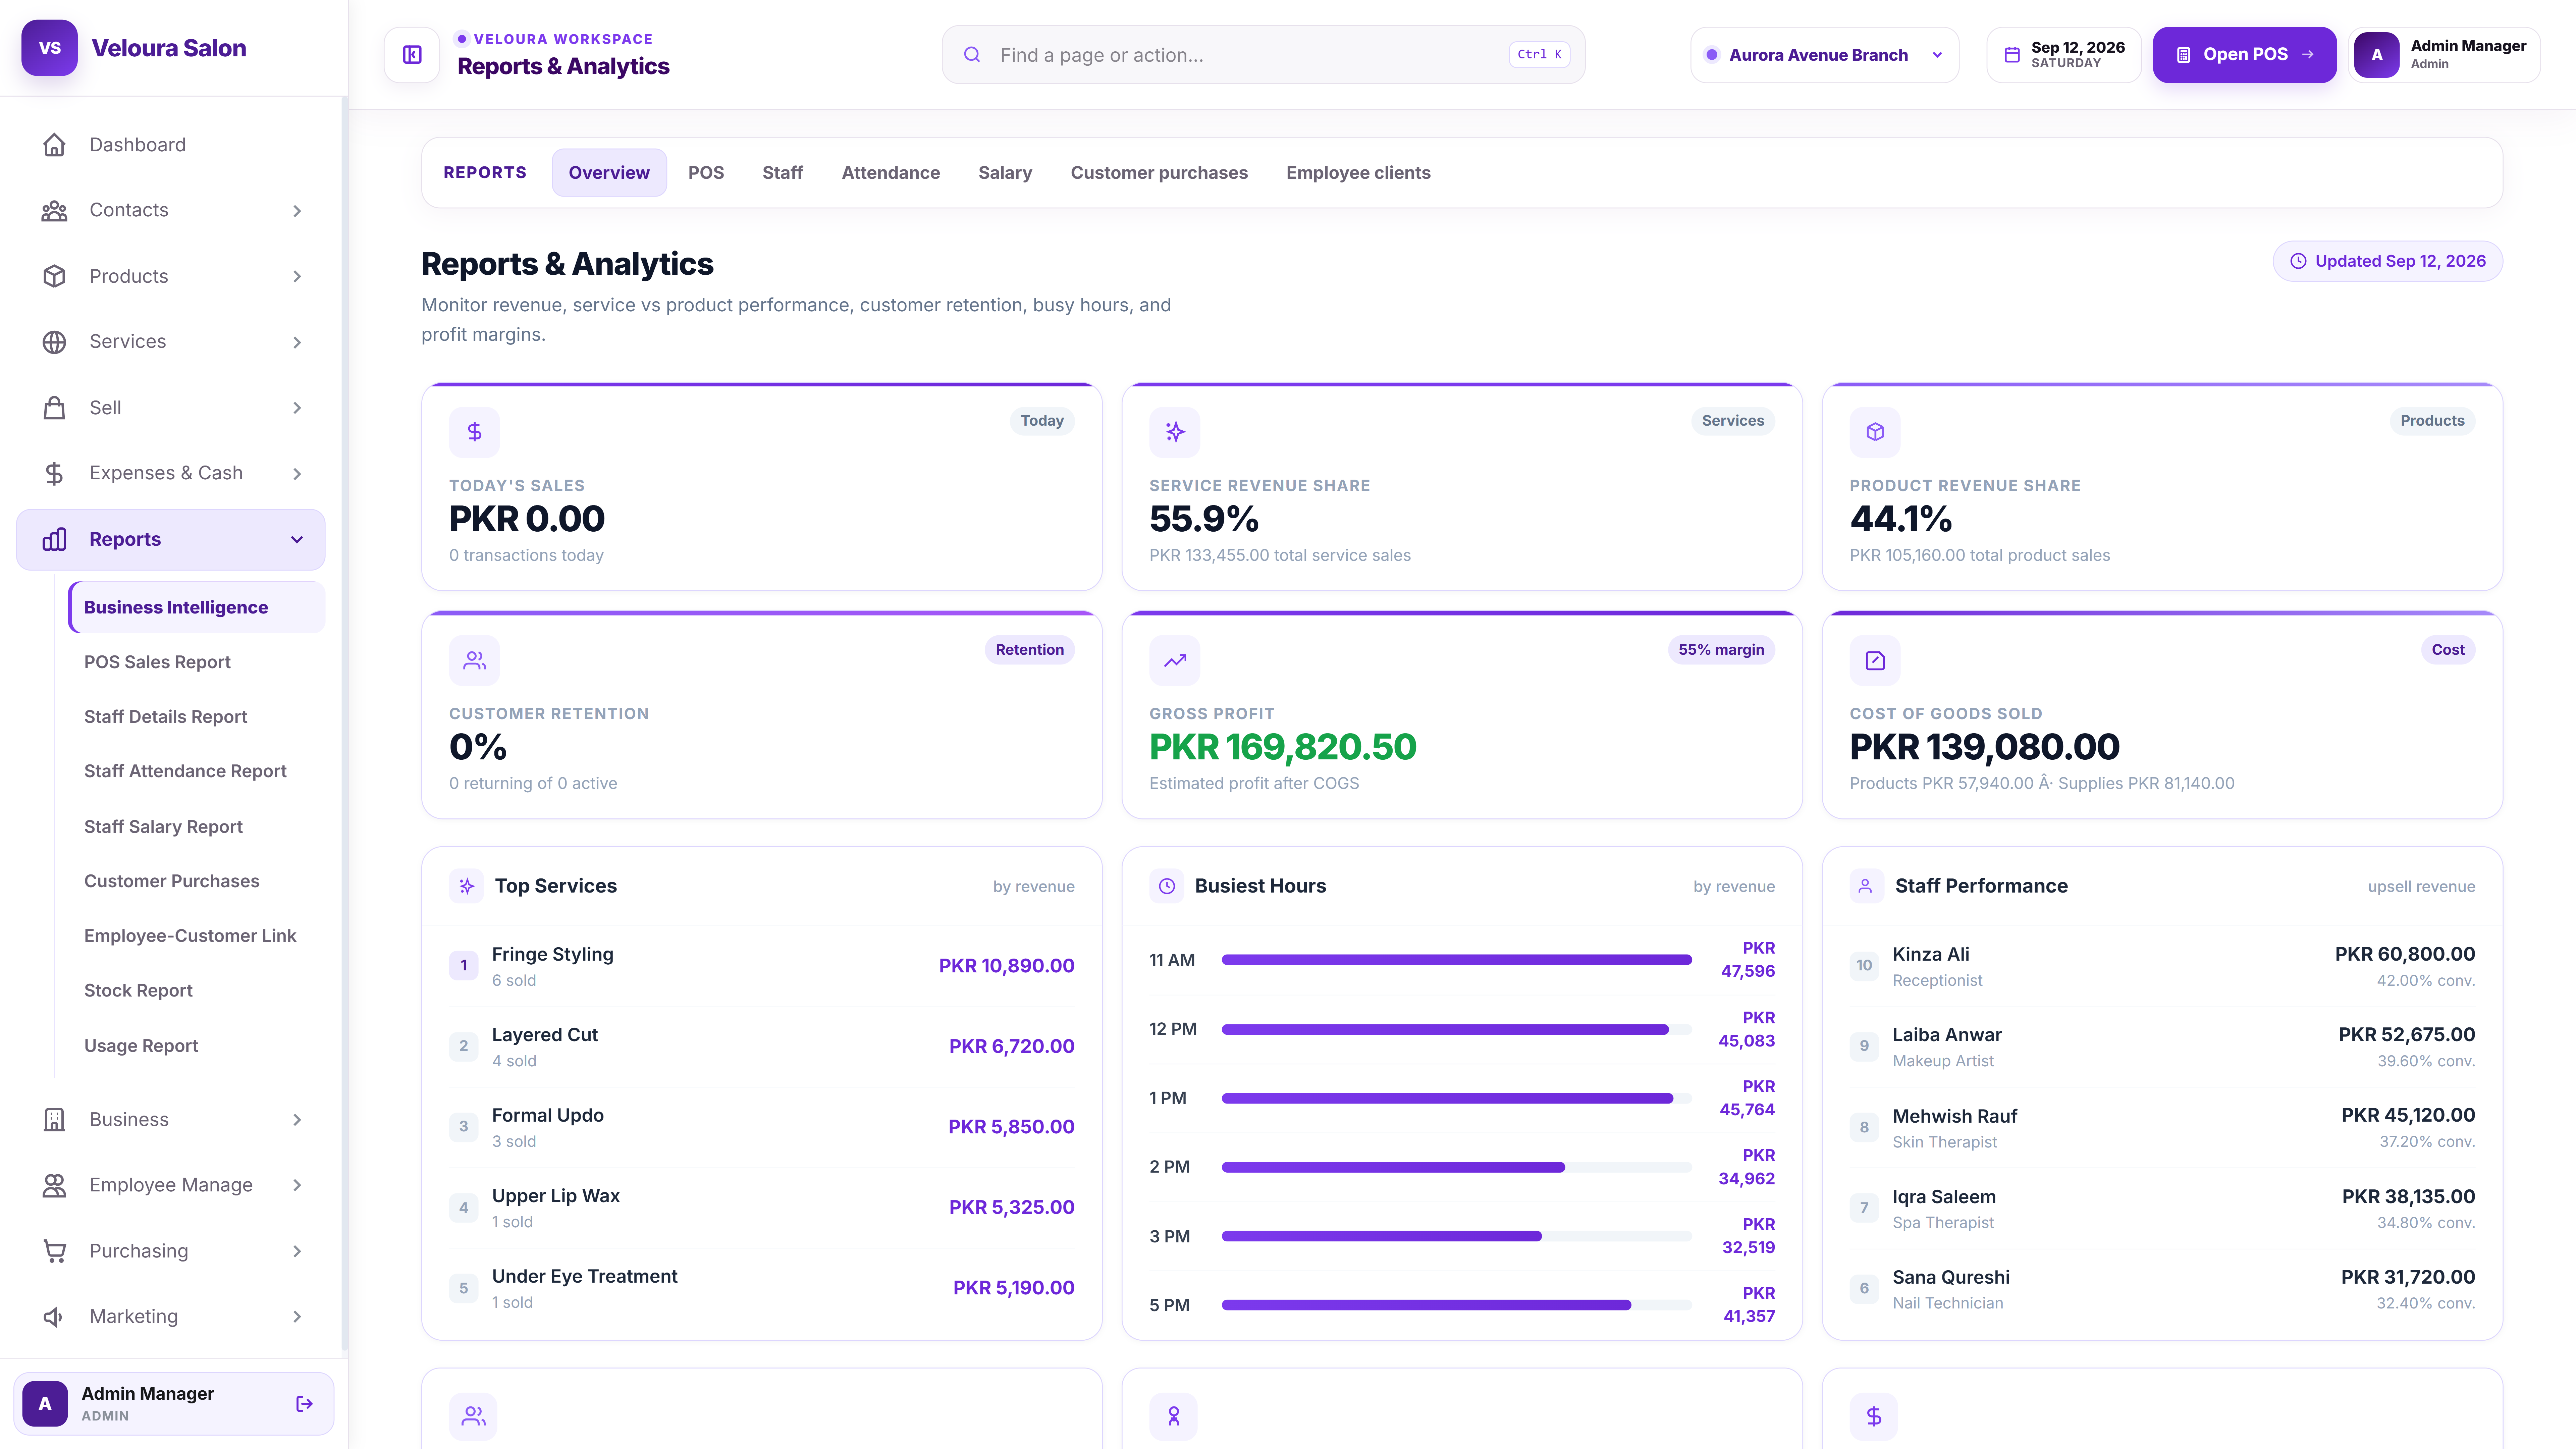 VS
Veloura Salon
Dashboard
Contacts
Products
Services
Sell
Expenses & Cash
Reports
Business Intelligence
POS Sales Report
Staff Details Report
Staff Attendance Report
Staff Salary Report
Customer Purchases
Employee-Customer Link
Stock Report
Usage Report
Business
Employee Manage
Purchasing
Marketing
A
Admin Manager
ADMIN
VELOURA WORKSPACE
Reports & Analytics
Find a page or action...
Ctrl K
Aurora Avenue Branch
Sep 12, 2026
SATURDAY
Open POS
A
Admin Manager
Admin
REPORTS Overview POS Staff Attendance Salary Customer purchases Employee clients
Reports & Analytics
Updated Sep 12, 2026
Monitor revenue, service vs product performance, customer retention, busy hours, and
profit margins.
Today
TODAY'S SALES
PKR 0.00
0 transactions today
Services
SERVICE REVENUE SHARE
55.9%
PKR 133,455.00 total service sales
Products
PRODUCT REVENUE SHARE
44.1%
PKR 105,160.00 total product sales
Retention
CUSTOMER RETENTION
0%
0 returning of 0 active
55% margin
GROSS PROFIT
PKR 169,820.50
Estimated profit after COGS
Cost
COST OF GOODS SOLD
PKR 139,080.00
Products PKR 57,940.00 Â· Supplies PKR 81,140.00
Top Services by revenue
1 Fringe Styling PKR 10,890.00
6 sold
2 Layered Cut PKR 6,720.00
4 sold
3 Formal Updo PKR 5,850.00
3 sold
4 Upper Lip Wax PKR 5,325.00
1 sold
5 Under Eye Treatment PKR 5,190.00
1 sold
Busiest Hours by revenue
11 AM PKR
47,596
12 PM PKR
45,083
1 PM PKR
45,764
2 PM PKR
34,962
3 PM PKR
32,519
5 PM PKR
41,357
Staff Performance upsell revenue
10 Kinza Ali PKR 60,800.00
Receptionist 42.00% conv.
9 Laiba Anwar PKR 52,675.00
Makeup Artist 39.60% conv.
8 Mehwish Rauf PKR 45,120.00
Skin Therapist 37.20% conv.
7 Iqra Saleem PKR 38,135.00
Spa Therapist 34.80% conv.
6 Sana Qureshi PKR 31,720.00
Nail Technician 32.40% conv.